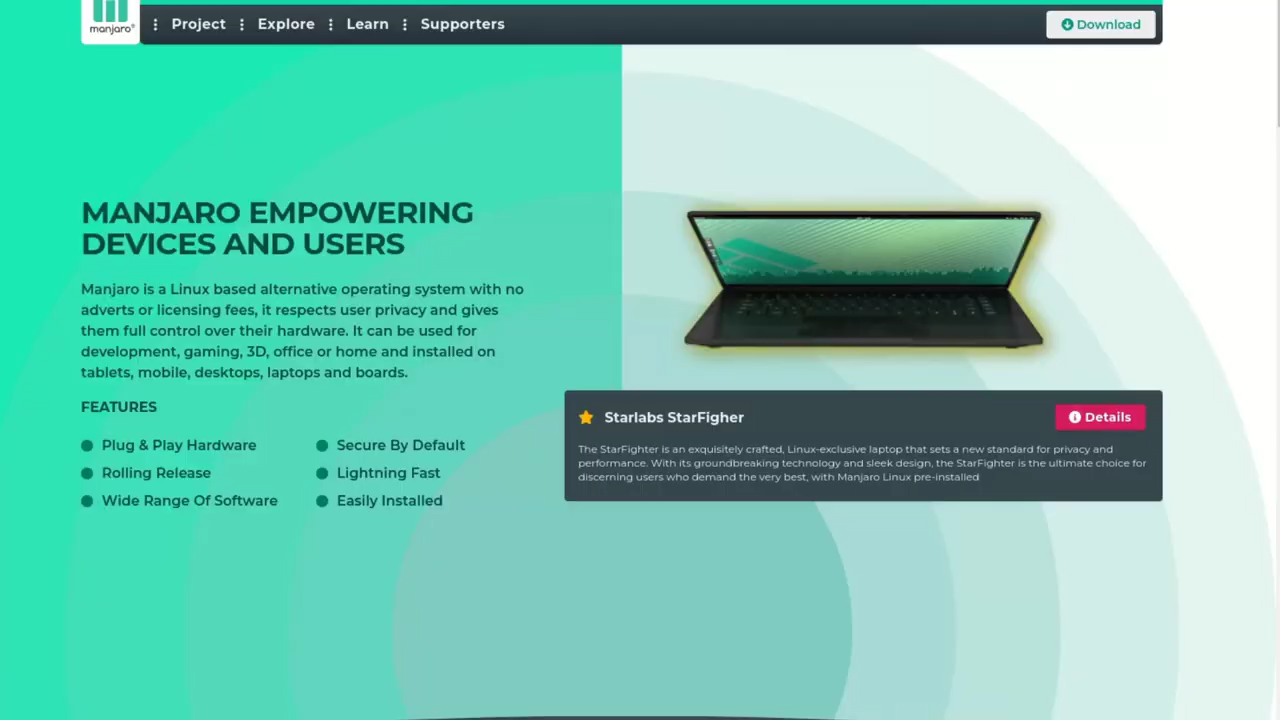 manjaro
Project
Explore
Learn
Supporters
Download
MANJARO EMPOWERING
DEVICES AND USERS
Manjaro is a Linux based alternative operating system with no
adverts or licensing fees, it respects user privacy and gives
them full control over their hardware. It can be used for
development, gaming, 3D, office or home and installed on
tablets, mobile, desktops, laptops and boards.
FEATURES
Plug & Play Hardware
Secure By Default
Rolling Release
Lightning Fast
Wide Range Of Software
Easily Installed
Starlabs StarFigher
Details
The StarFighter is an exquisitely crafted, Linux-exclusive laptop that sets a new standard for privacy and
performance. With its groundbreaking technology and sleek design, the StarFighter is the ultimate choice for
discerning users who demand the very best, with Manjaro Linux pre-installed